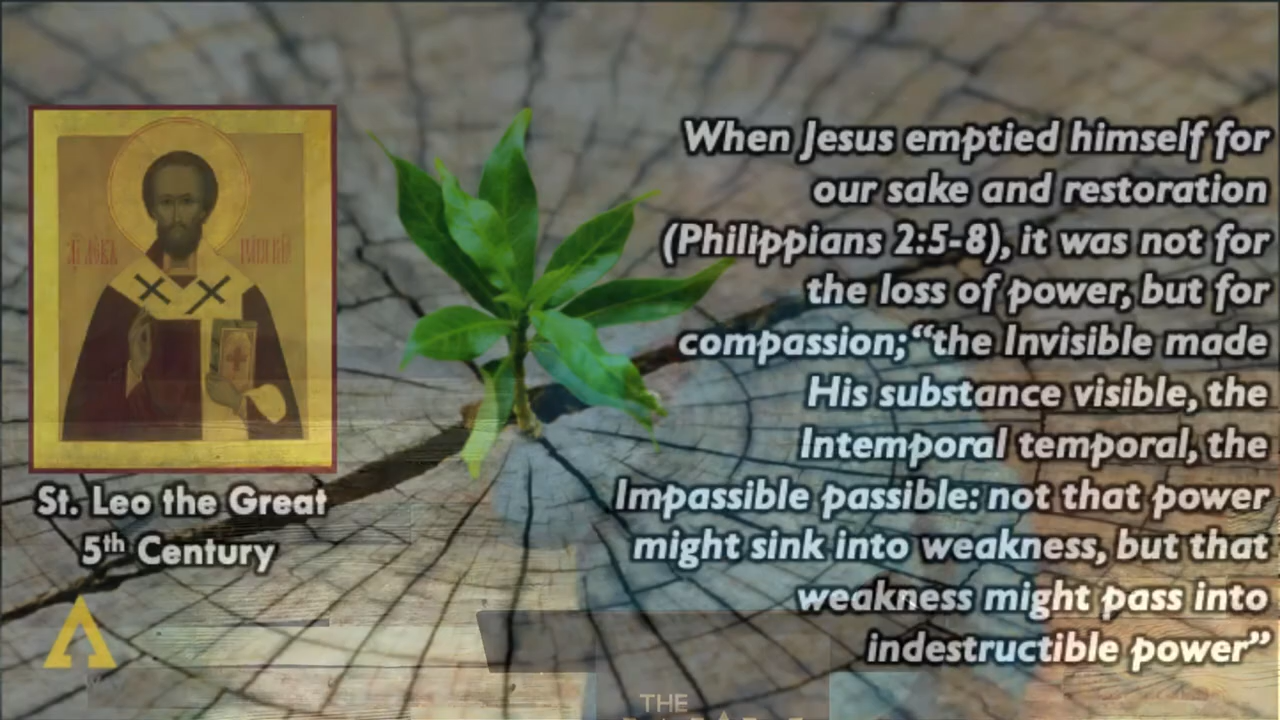 When Jesus emptied himself for
our sake and restoration
(Philippians 2:5-8), it was not for
the loss of power, but for
compassion; “the Invisible made
His substance visible, the
Intemporal temporal, the
Impassible passible: not that power
might sink into weakness, but that
weakness might pass into
indestructible power”
St. Leo the Great
5th Century
THE